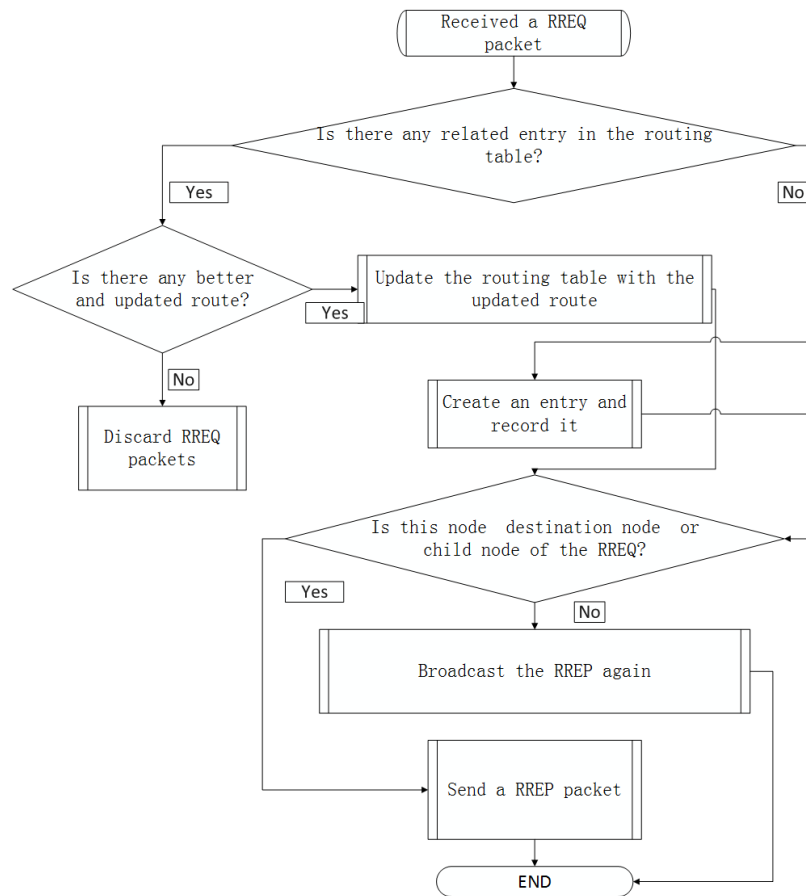 Received a RREQ
packet
Is there any related entry in the routing
table?
Yes
No
Is there any better
and updated route?
Yes
Update the routing table with the
updated route
No
Discard RREQ
packets
Create an entry and
record it
Is this node destination node or
child node of the RREQ?
Yes
No
Broadcast the RREP again
Send a RREP packet
END